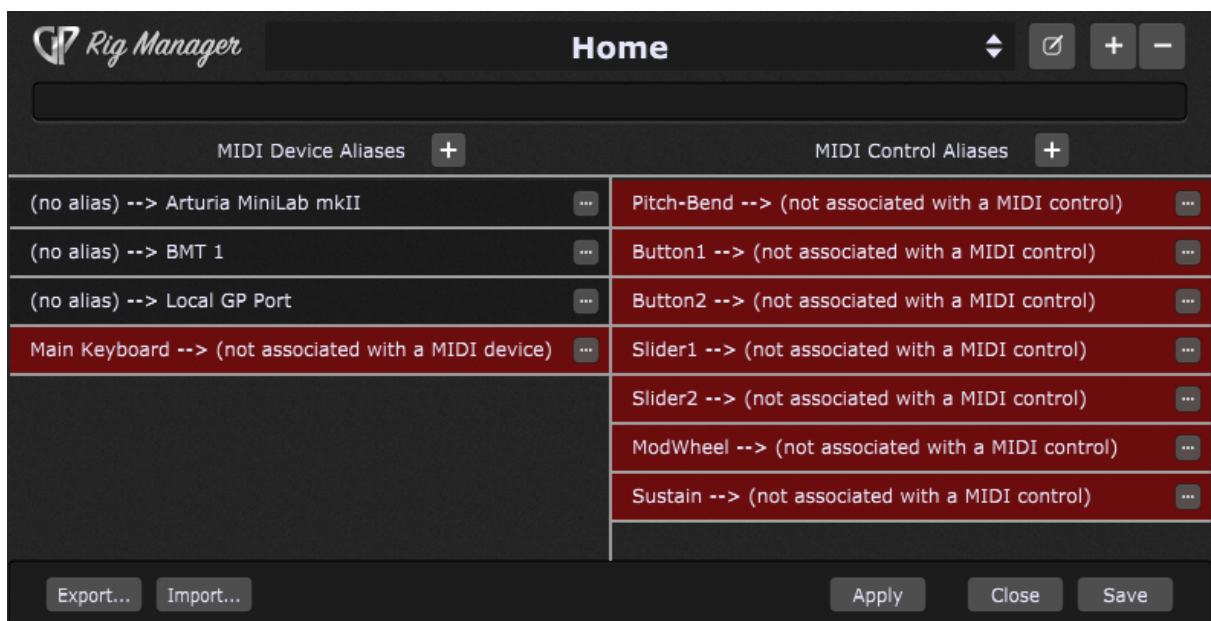 GP Rig Manager
Home
+ −
MIDI Device Aliases +
MIDI Control Aliases +
(no alias) --> Arturia MiniLab mkII ...
(no alias) --> BMT 1 ...
(no alias) --> Local GP Port ...
Main Keyboard --> (not associated with a MIDI device) ...
Pitch-Bend --> (not associated with a MIDI control) ...
Button1 --> (not associated with a MIDI control) ...
Button2 --> (not associated with a MIDI control) ...
Slider1 --> (not associated with a MIDI control) ...
Slider2 --> (not associated with a MIDI control) ...
ModWheel --> (not associated with a MIDI control) ...
Sustain --> (not associated with a MIDI control) ...
Export... Import... Apply Close Save